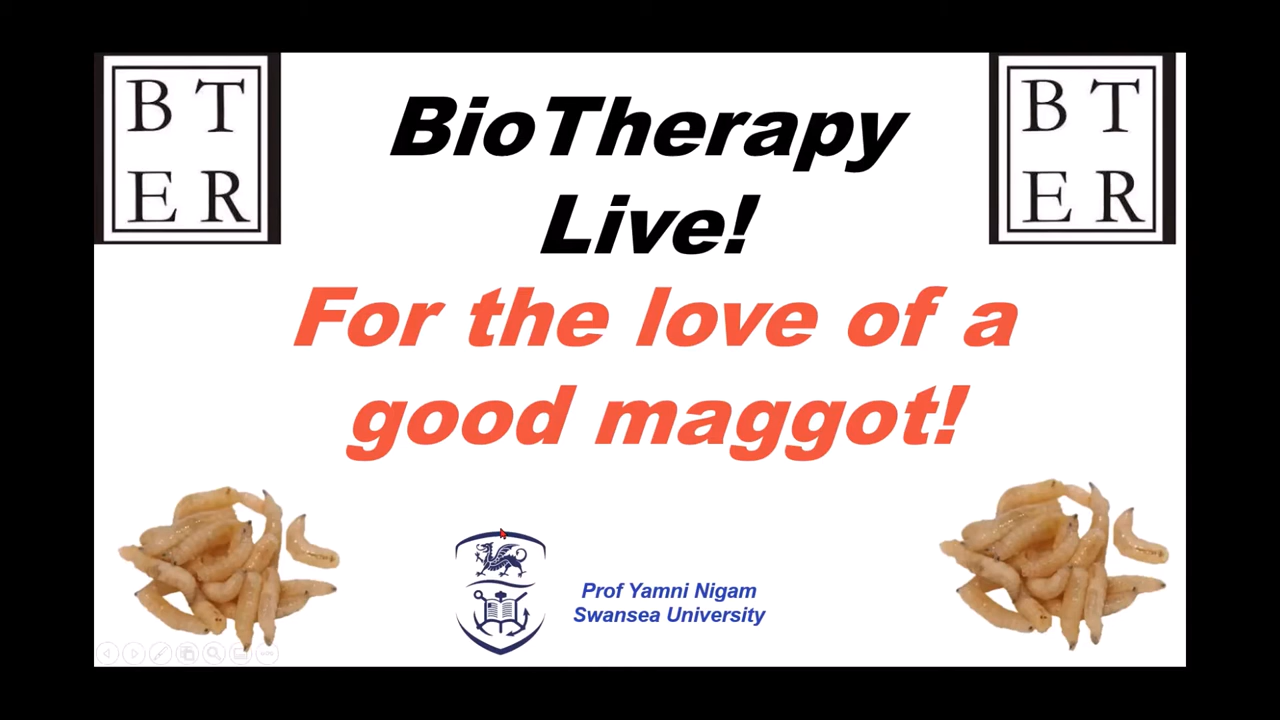 B T
E R
BioTherapy
Live!
B T
E R
For the love of a
good maggot!
Prof Yamni Nigam
Swansea University